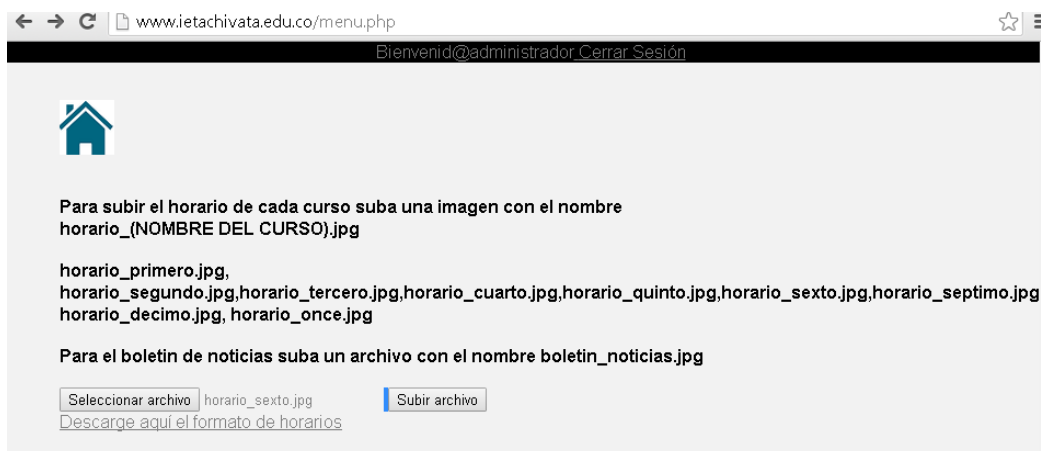 www.ietachivata.edu.co/menu.php
Bienvenid@administrador Cerrar Sesión
Para subir el horario de cada curso suba una imagen con el nombre
horario_(NOMBRE DEL CURSO).jpg
horario_primero.jpg,
horario_segundo.jpg,horario_tercero.jpg,horario_cuarto.jpg,horario_quinto.jpg,horario_sexto.jpg,horario_septimo.jpg
horario_decimo.jpg, horario_once.jpg
Para el boletin de noticias suba un archivo con el nombre boletin_noticias.jpg
Seleccionar archivo horario_sexto.jpg Subir archivo
Descarge aquí el formato de horarios